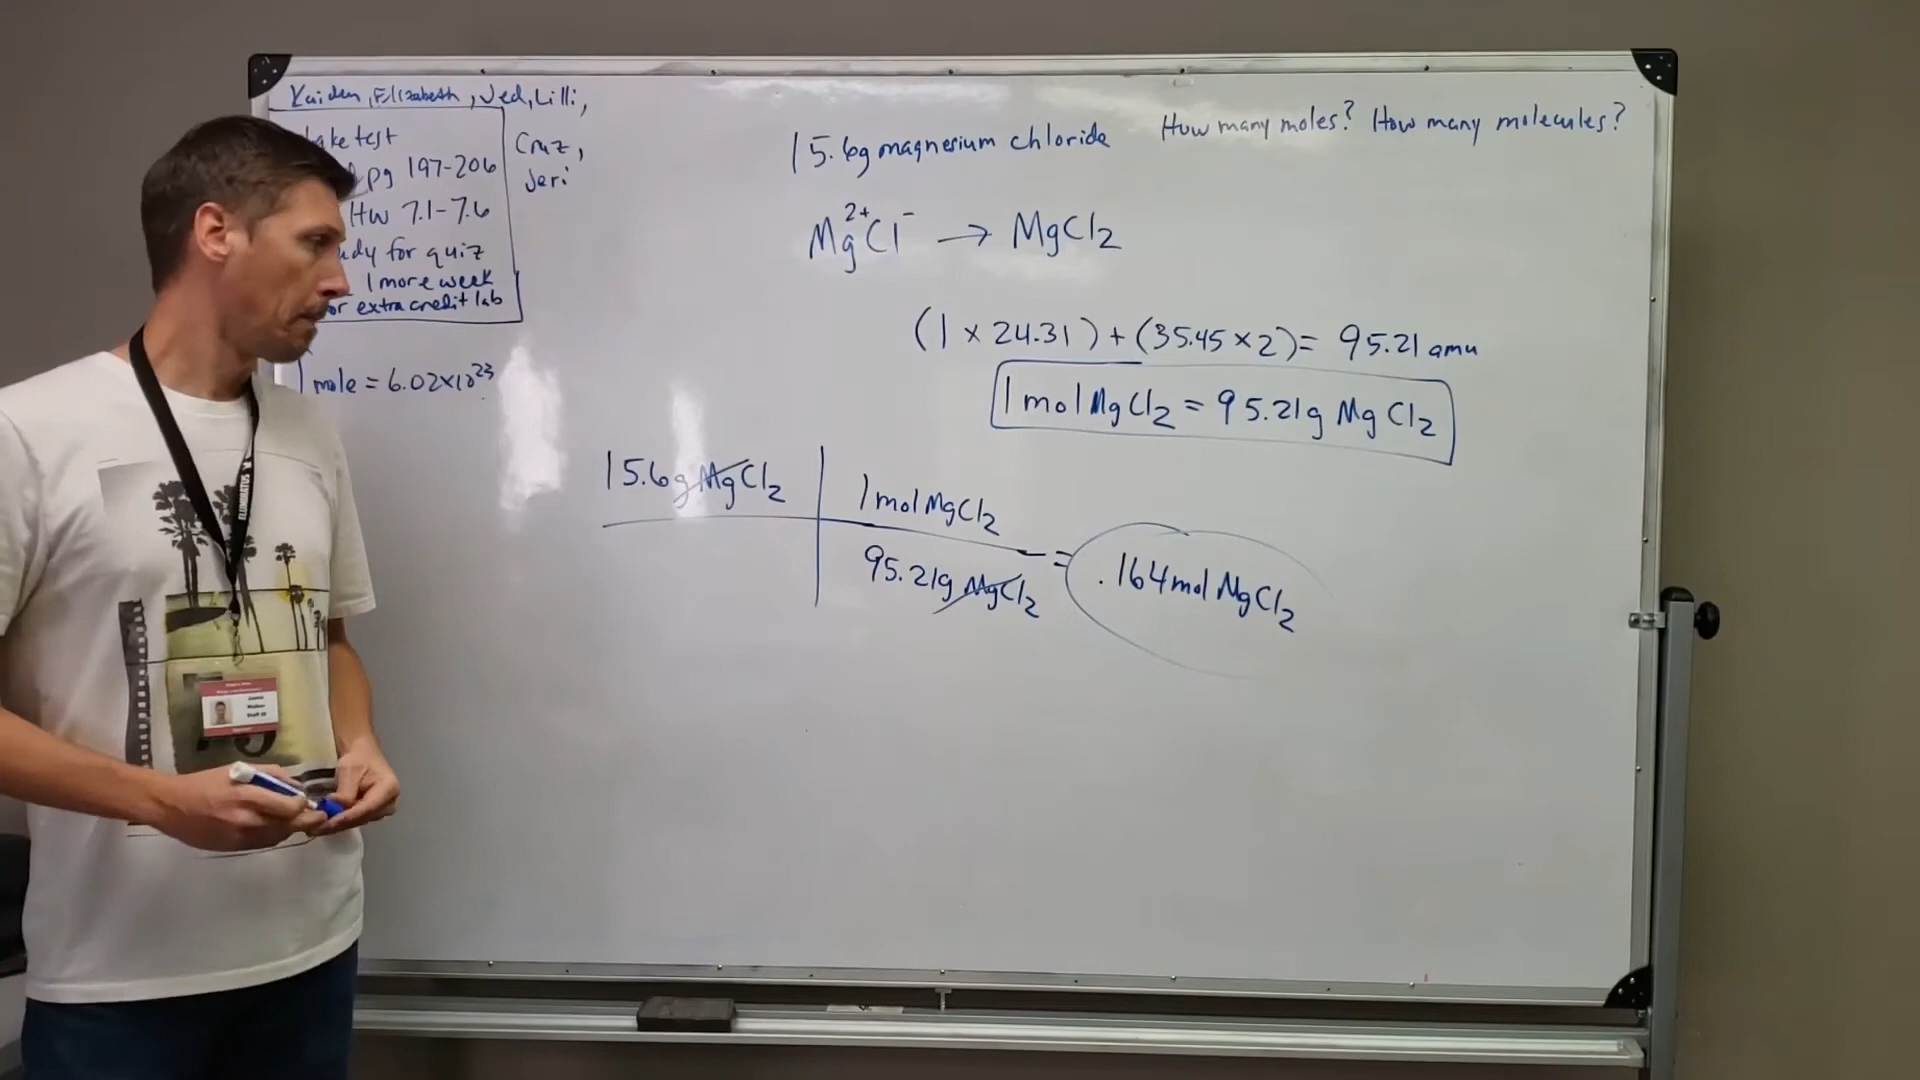 Kaiden, Elizabeth, Jed, Lilli,
Cruz,
Jeri
ake test
pg 197-206
HW 7.1-7.6
udy for quiz
1 more week
or extra credit lab
1 mole = 6.02×10²³
15.6g magnesium chloride How many moles? How many molecules?
Mg²⁺Cl⁻ → MgCl₂
(1 × 24.31) + (35.45 × 2) = 95.21 amu
1 mol MgCl₂ = 95.21g MgCl₂
15.6g MgCl₂
1 mol MgCl₂
95.21g MgCl₂
= .164 mol MgCl₂